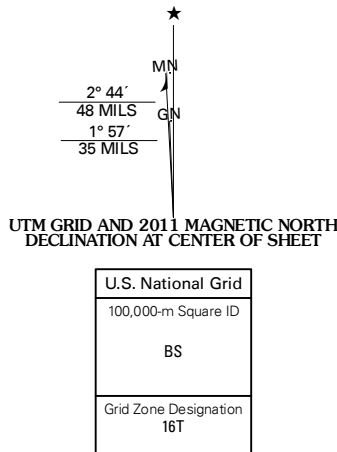 ★
MN
2° 44´
48 MILS
GN
1° 57´
35 MILS
UTM GRID AND 2011 MAGNETIC NORTH
DECLINATION AT CENTER OF SHEET
U.S. National Grid
100,000-m Square ID
BS
Grid Zone Designation
16T